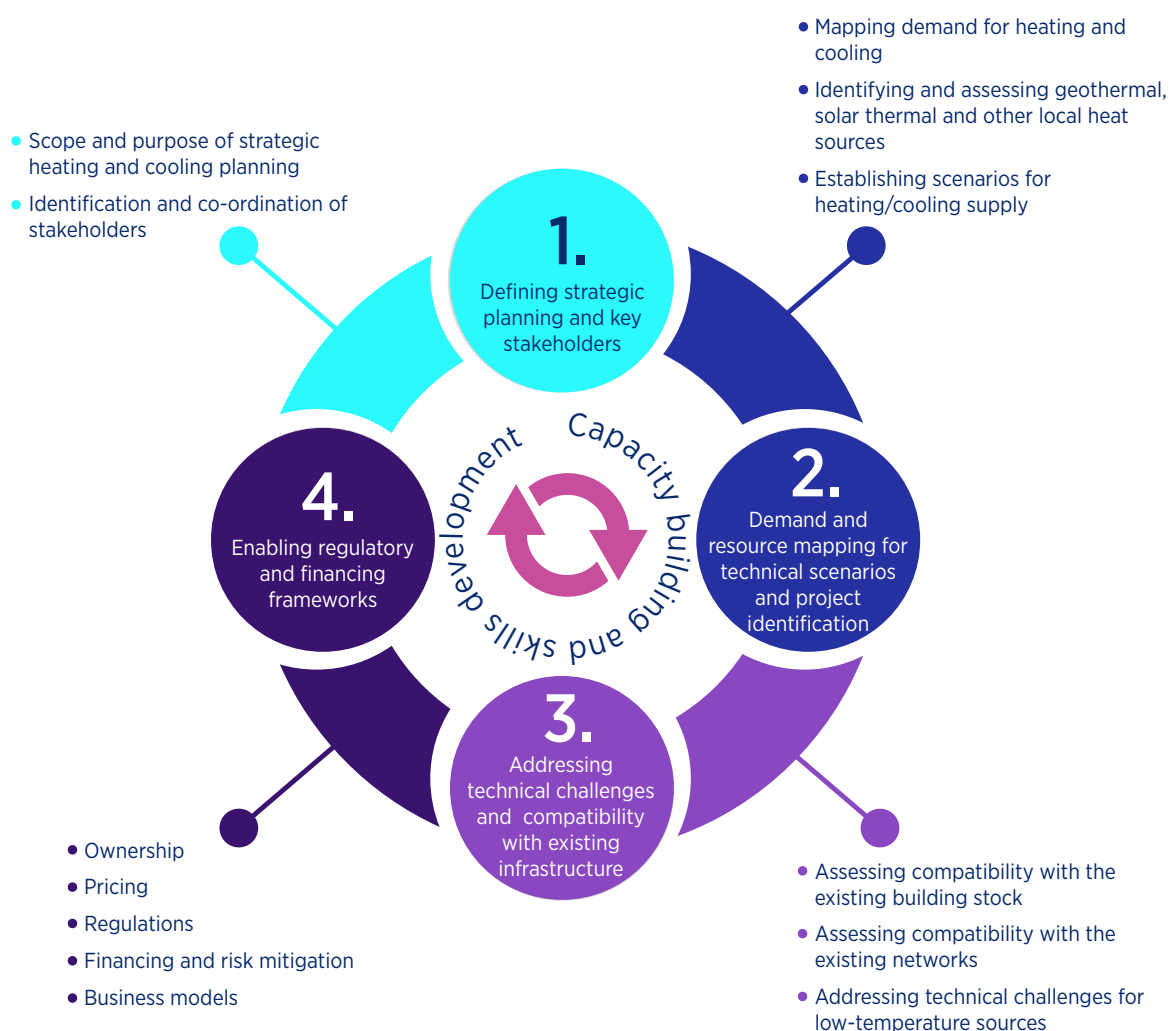 Scope and purpose of strategic
heating and cooling planning
Identification and co-ordination of
stakeholders
Mapping demand for heating and
cooling
Identifying and assessing geothermal,
solar thermal and other local heat
sources
Establishing scenarios for
heating/cooling supply
1.
Defining strategic
planning and key
stakeholders
2.
Demand and
resource mapping for
technical scenarios
and project
identification
3.
Addressing
technical challenges
and compatibility
with existing
infrastructure
4.
Enabling regulatory
and financing
frameworks
Capacity building and skills development
Assessing compatibility with the
existing building stock
Assessing compatibility with the
existing networks
Addressing technical challenges for
low-temperature sources
Ownership
Pricing
Regulations
Financing and risk mitigation
Business models